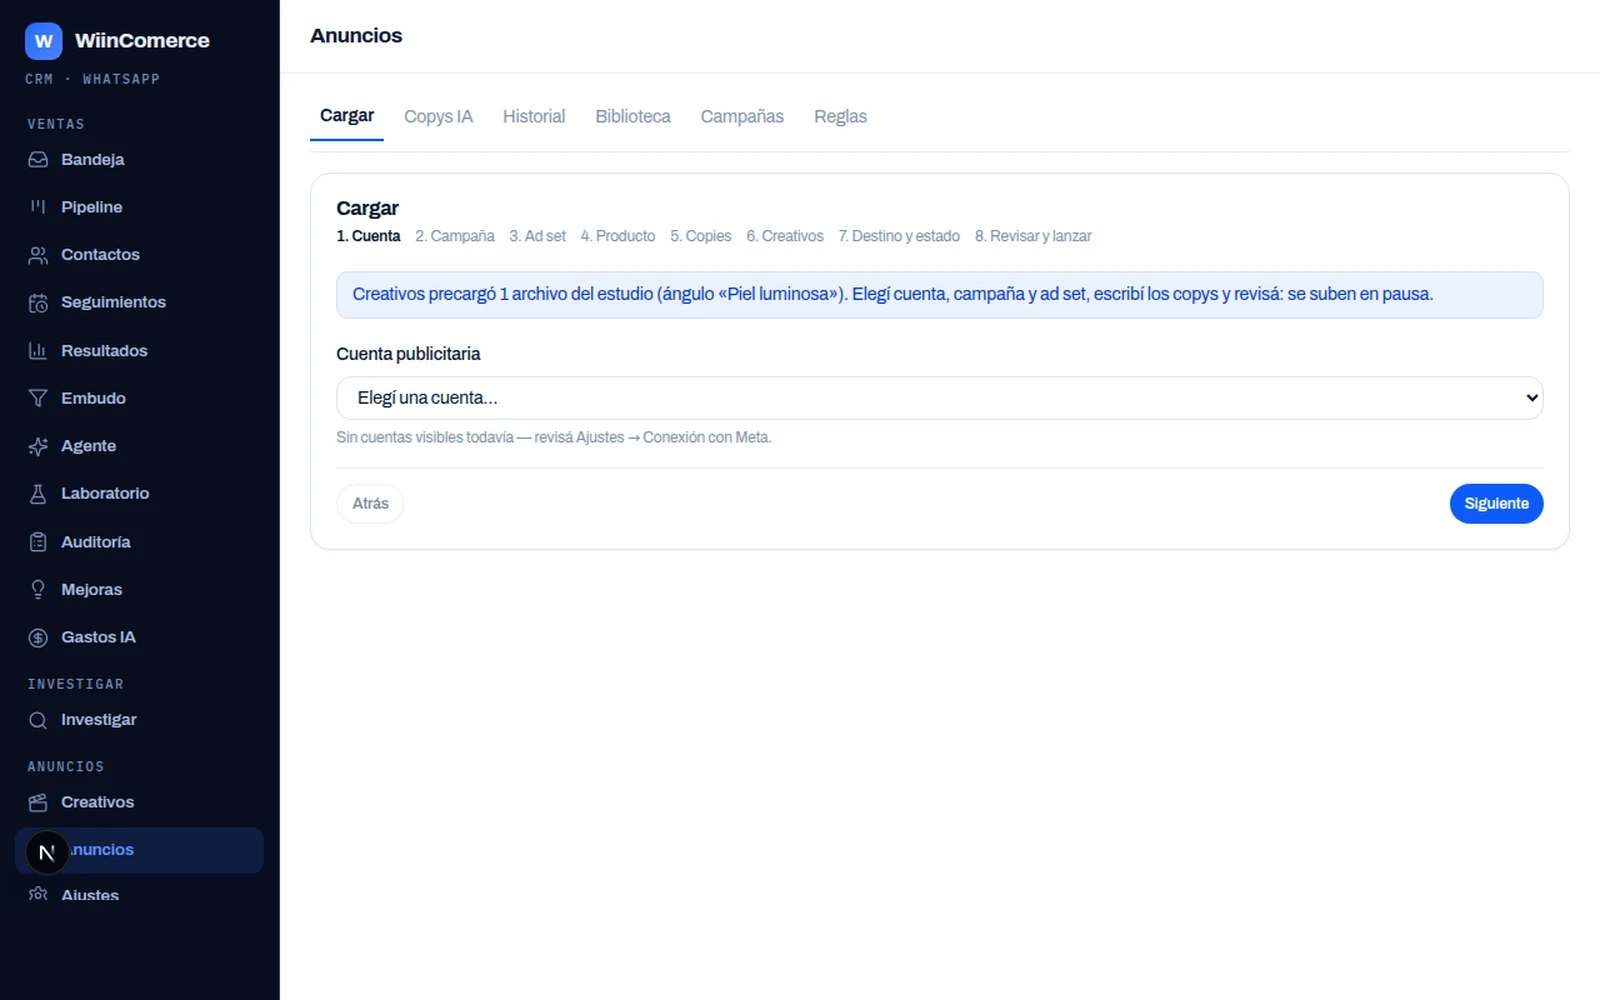 W WiinComerce
CRM · WHATSAPP
VENTAS
Bandeja
Pipeline
Contactos
Seguimientos
Resultados
Embudo
Agente
Laboratorio
Auditoría
Mejoras
Gastos IA
INVESTIGAR
Investigar
ANUNCIOS
Creativos
N nuncios
Ajustes
Anuncios
Cargar Copys IA Historial Biblioteca Campañas Reglas
Cargar
1. Cuenta 2. Campaña 3. Ad set 4. Producto 5. Copies 6. Creativos 7. Destino y estado 8. Revisar y lanzar
Creativos precargó 1 archivo del estudio (ángulo «Piel luminosa»). Elegí cuenta, campaña y ad set, escribí los copys y revisá: se suben en pausa.
Cuenta publicitaria
Elegí una cuenta...
Sin cuentas visibles todavía — revisá Ajustes → Conexión con Meta.
Atrás Siguiente